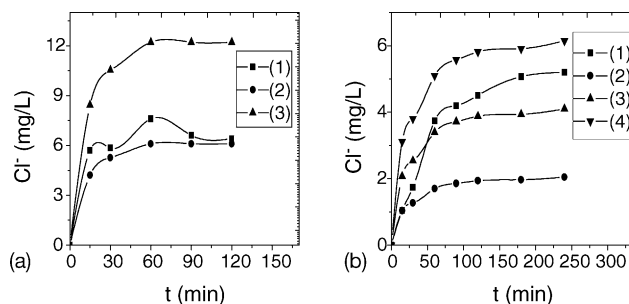 15
12
9
6
3
0
Cl⁻ (mg/L)
(1)
(2)
(3)
0 30 60 90 120 150
t (min)
(a)
6
4
2
0
Cl⁻ (mg/L)
(1)
(2)
(3)
(4)
0 50 100 150 200 250 300
t (min)
(b)